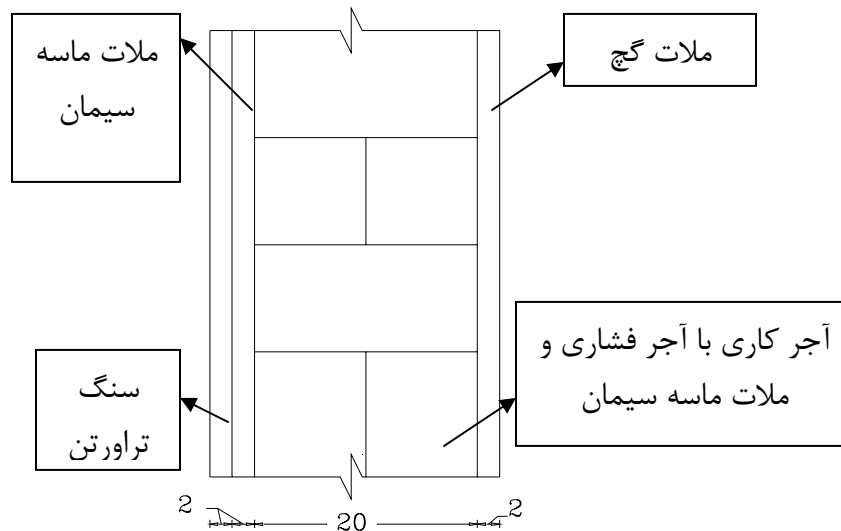 ملات ماسه
سیمان
ملات گچ
آجر کاری با آجر فشاری و
ملات ماسه سیمان
سنگ
تراورتن
2
20
2